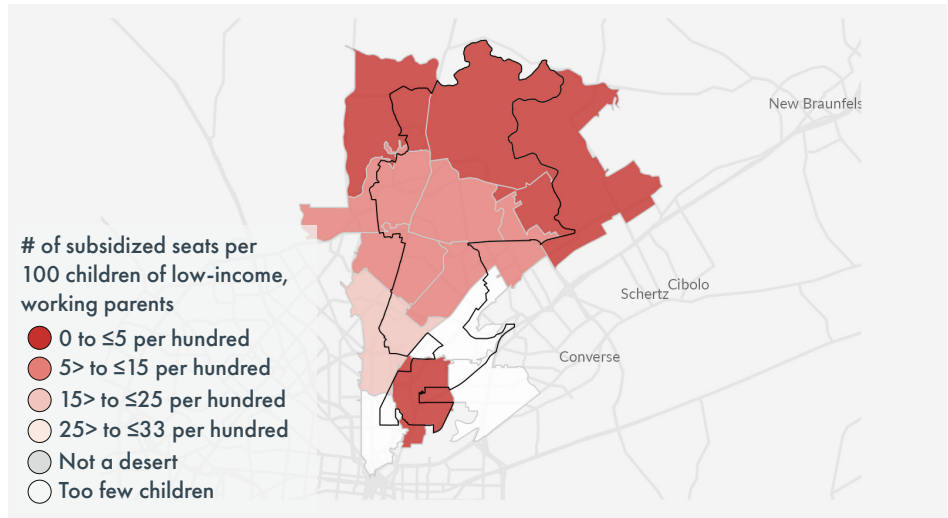 New Braunfels
# of subsidized seats per
100 children of low-income,
working parents
0 to ≤5 per hundred
5> to ≤15 per hundred
15> to ≤25 per hundred
25> to ≤33 per hundred
Not a desert
Too few children
Cibolo
Schertz
Converse